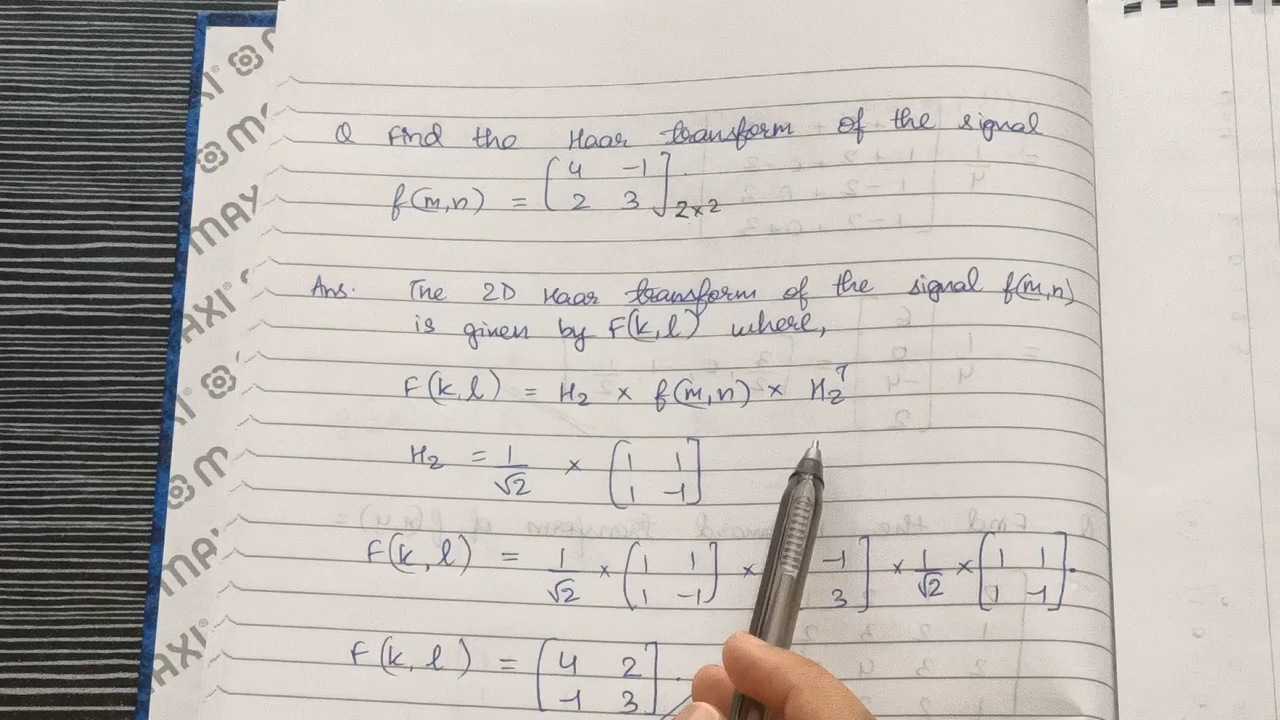 Q Find the Haar transform of the signal
f(m,n) = [4 -1
2 3]2×2
Ans. The 2D Haar transform of the signal f(m,n)
is given by F(k,l) where,
F(k,l) = H2 × f(m,n) × H2^T
H2 = 1/√2 × [1 1
1 -1]
F(k,l) = 1/√2 × [1 1 × -1] × 1/√2 × [1 1
1 -1] 3 1 -1].
F(k,l) = [4 2
-1 3].
MAXI